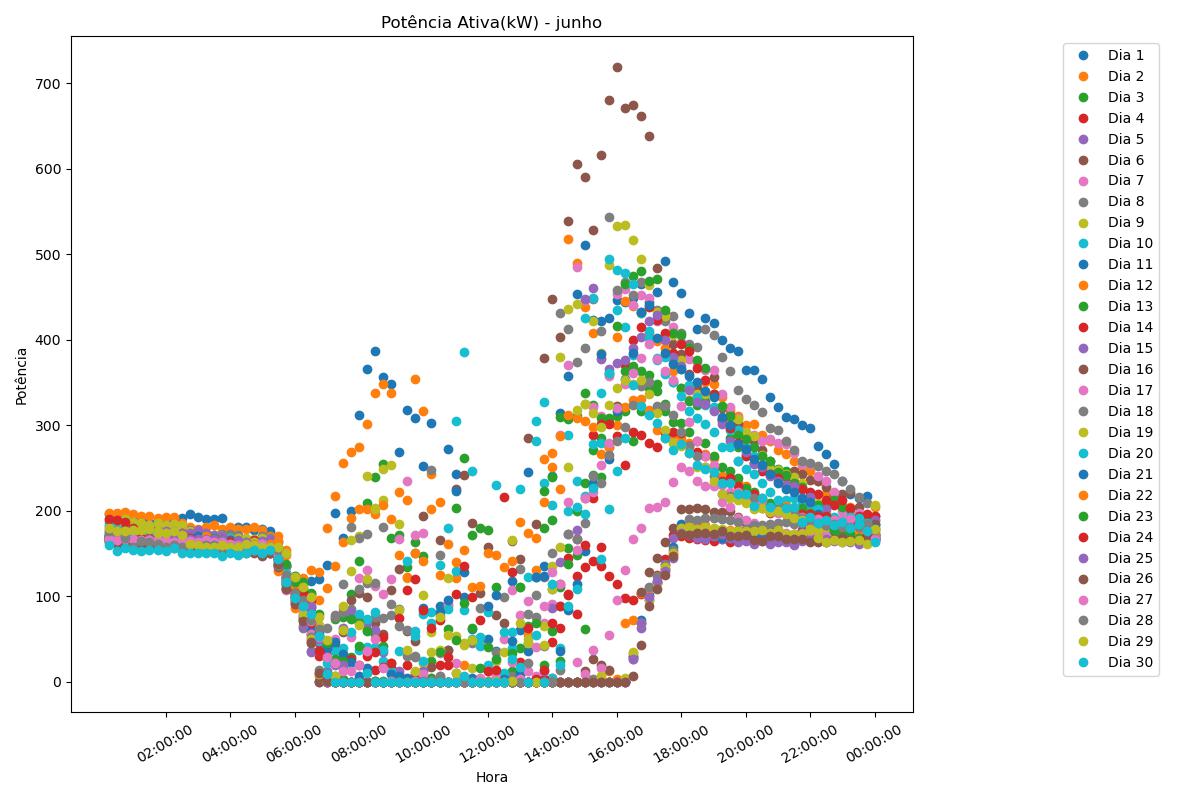 Potência Ativa(kW) - junho
Potência
700
600
500
400
300
200
100
0
02:00:00
04:00:00
06:00:00
08:00:00
10:00:00
12:00:00
14:00:00
16:00:00
18:00:00
20:00:00
22:00:00
00:00:00
Hora
Dia 1
Dia 2
Dia 3
Dia 4
Dia 5
Dia 6
Dia 7
Dia 8
Dia 9
Dia 10
Dia 11
Dia 12
Dia 13
Dia 14
Dia 15
Dia 16
Dia 17
Dia 18
Dia 19
Dia 20
Dia 21
Dia 22
Dia 23
Dia 24
Dia 25
Dia 26
Dia 27
Dia 28
Dia 29
Dia 30